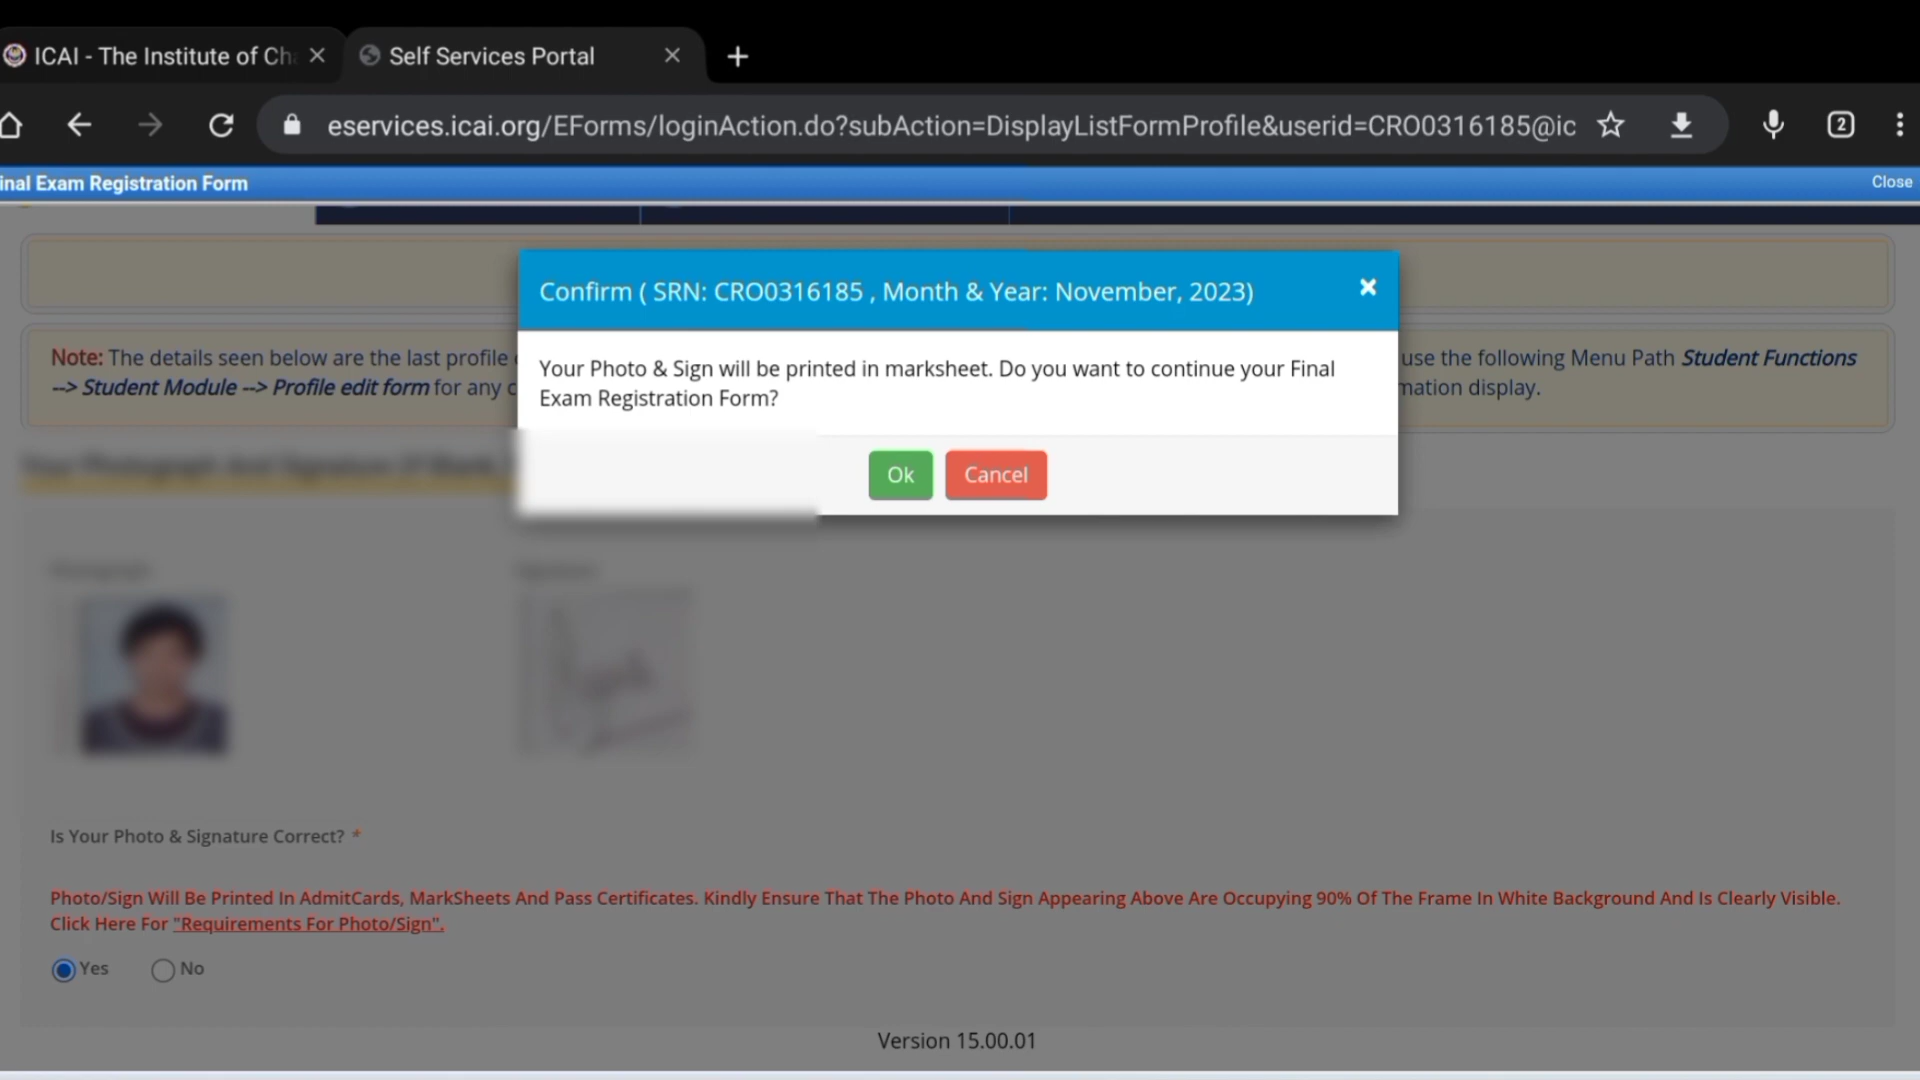 ICAI - The Institute of Ch
Self Services Portal
eservices.icai.org/EForms/loginAction.do?subAction=DisplayListFormProfile&userid=CRO0316185@ic
2
inal Exam Registration Form
Close
Confirm ( SRN: CRO0316185 , Month & Year: November, 2023)
Note: The details seen below are the last profile
use the following Menu Path Student Functions
--> Student Module --> Profile edit form for any c
mation display.
Your Photo & Sign will be printed in marksheet. Do you want to continue your Final
Exam Registration Form?
Ok
Cancel
Is Your Photo & Signature Correct? *
Photo/Sign Will Be Printed In AdmitCards, MarkSheets And Pass Certificates. Kindly Ensure That The Photo And Sign Appearing Above Are Occupying 90% Of The Frame In White Background And Is Clearly Visible.
Click Here For "Requirements For Photo/Sign".
Yes
No
Version 15.00.01